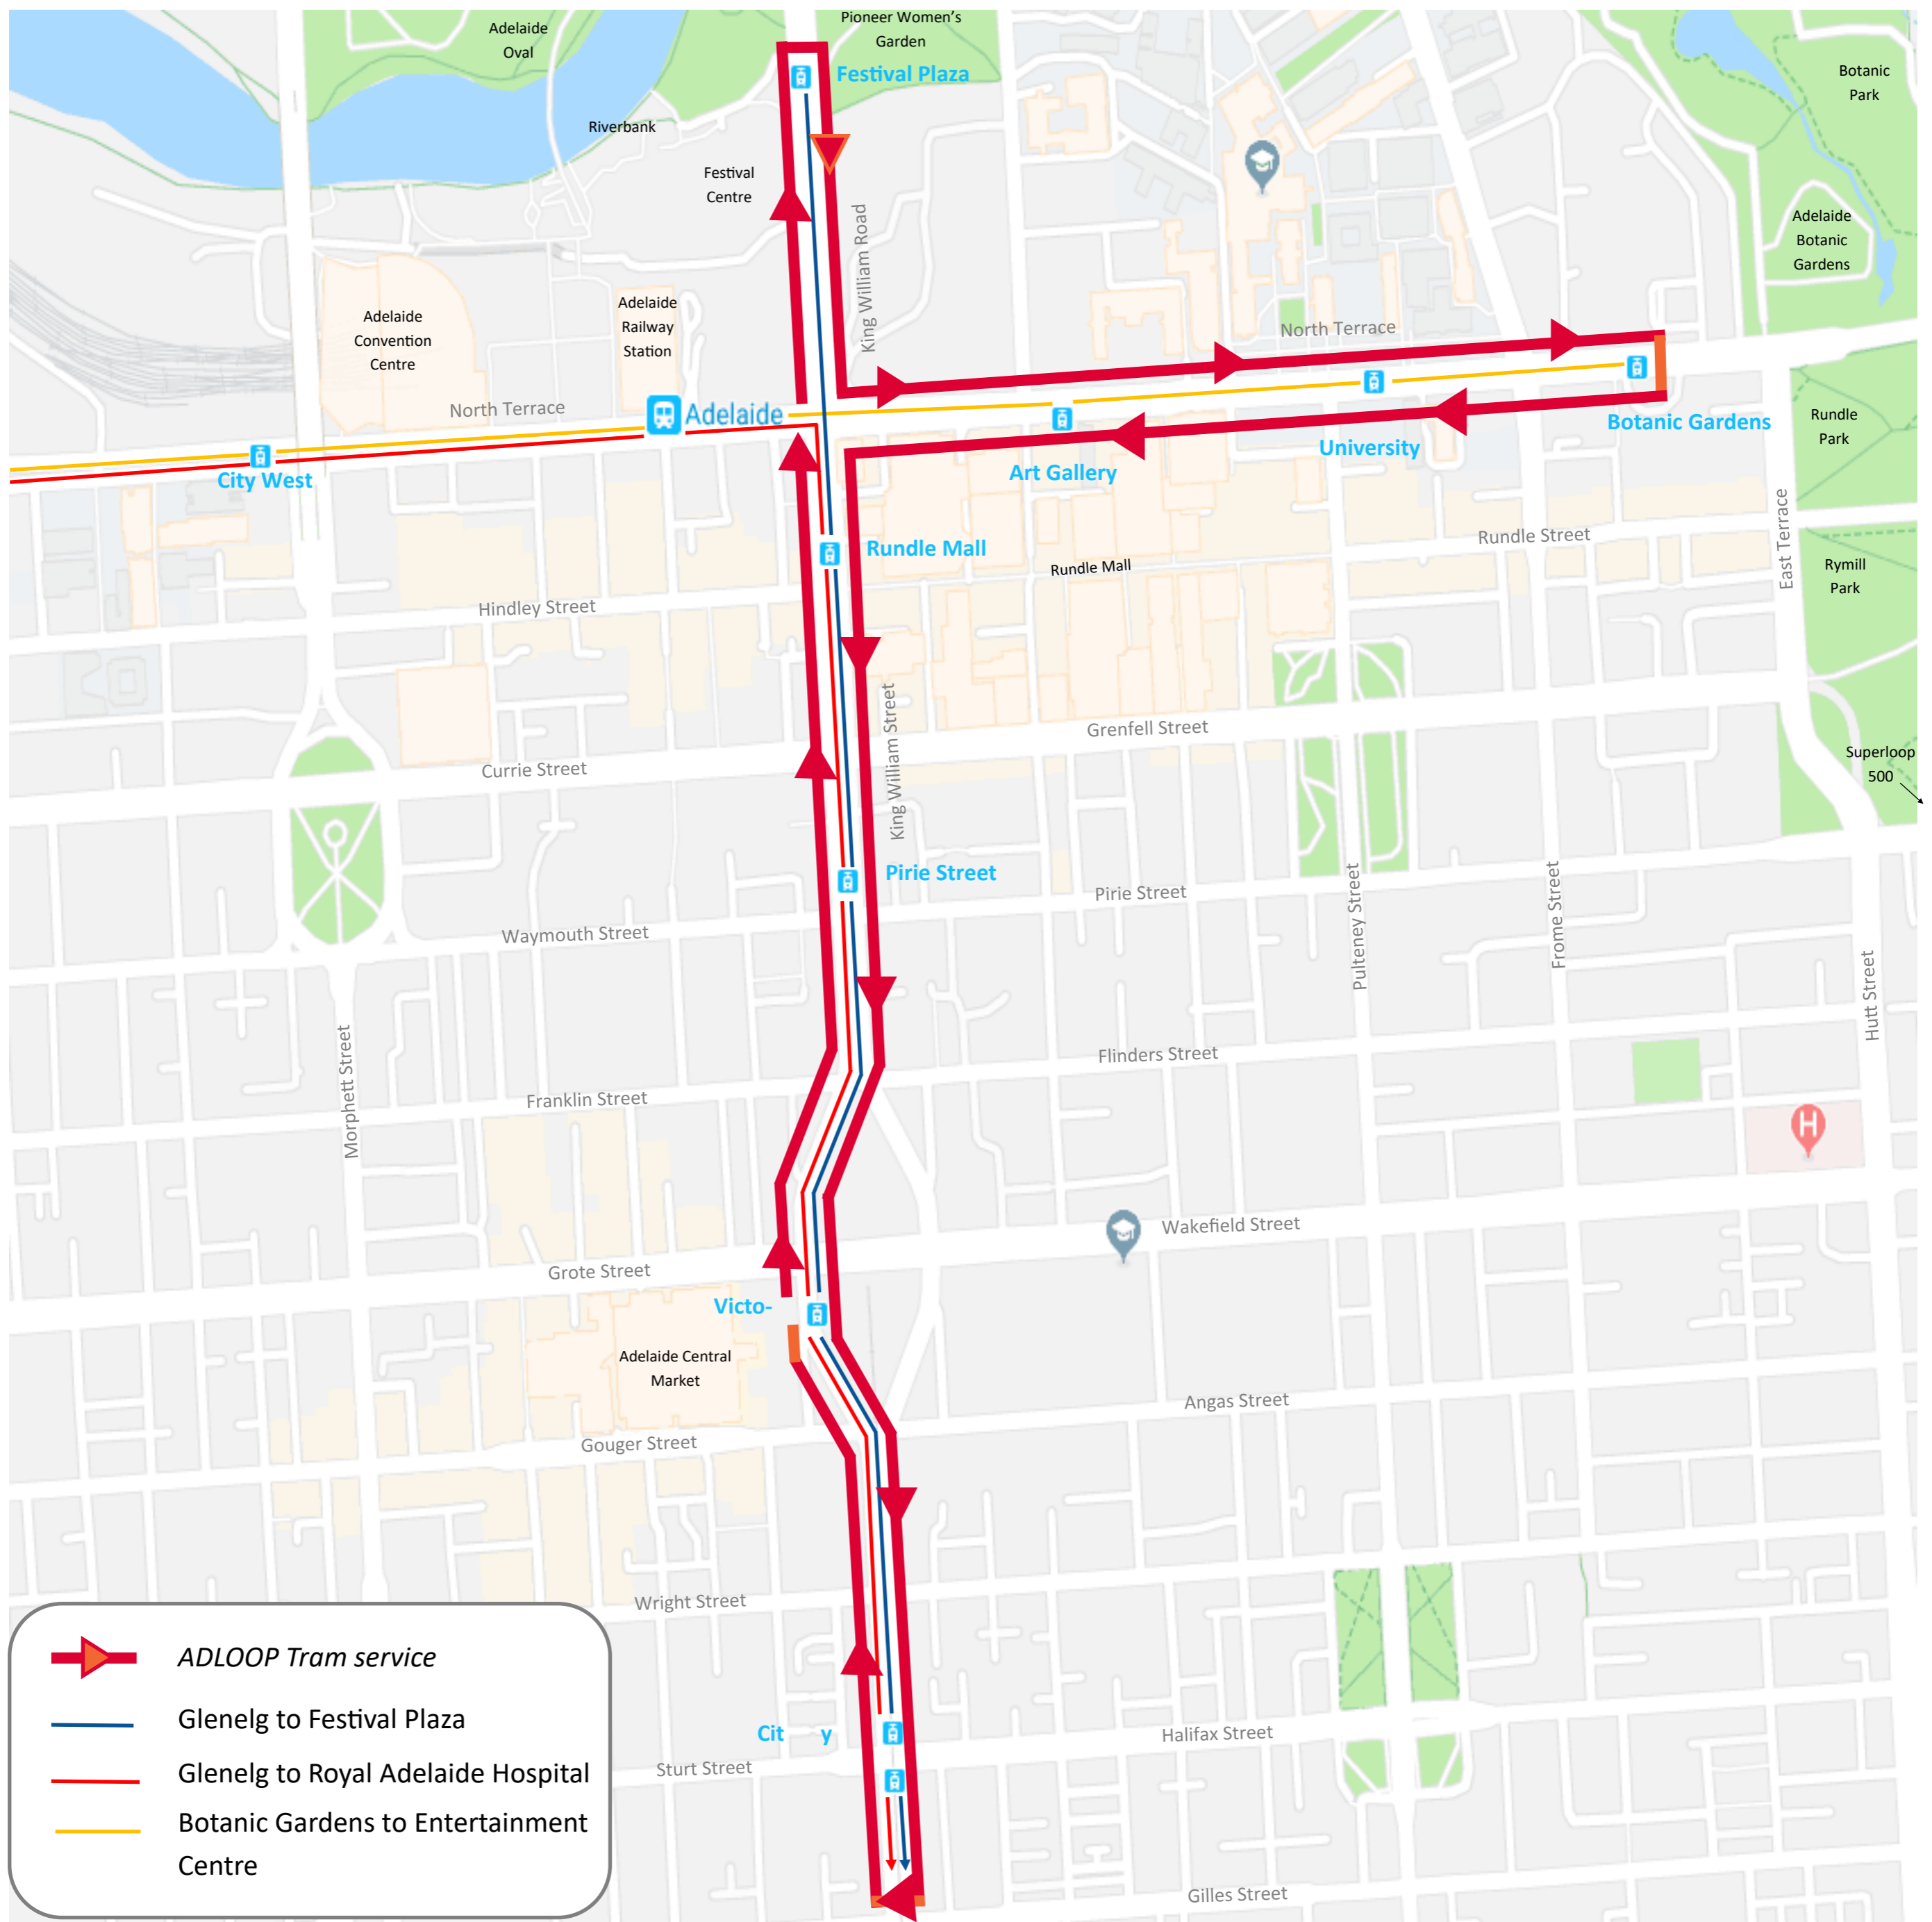 Adelaide
Oval
Pioneer Women's
Garden
Festival Plaza
Botanic
Park
Riverbank
Festival
Centre
King William Road
Adelaide
Botanic
Gardens
Adelaide
Convention
Centre
Adelaide
Railway
Station
North Terrace
North Terrace
Adelaide
City West
Art Gallery
University
Botanic Gardens
Rundle
Park
Rundle Mall
Rundle Mall
Rundle Street
East Terrace
Rymill
Park
Hindley Street
King William Street
Grenfell Street
Currie Street
Superloop
500
Pirie Street
Pirie Street
Waymouth Street
Pulteney Street
Frome Street
Hutt Street
Morphett Street
Flinders Street
Franklin Street
H
Wakefield Street
Grote Street
Victo-
Adelaide Central
Market
Angas Street
Gouger Street
Wright Street
Cit y
Halifax Street
Sturt Street
Gilles Street
ADLOOP Tram service
Glenelg to Festival Plaza
Glenelg to Royal Adelaide Hospital
Botanic Gardens to Entertainment
Centre